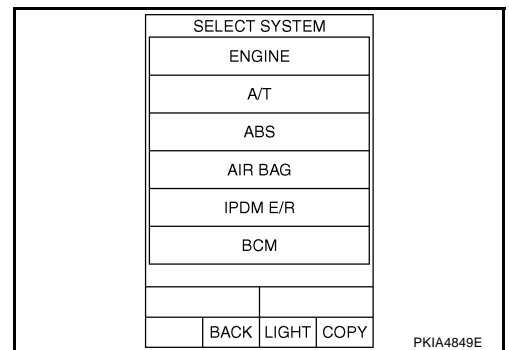 SELECT SYSTEM
ENGINE
A/T
ABS
AIR BAG
IPDM E/R
BCM
BACK LIGHT COPY
PKIA4849E